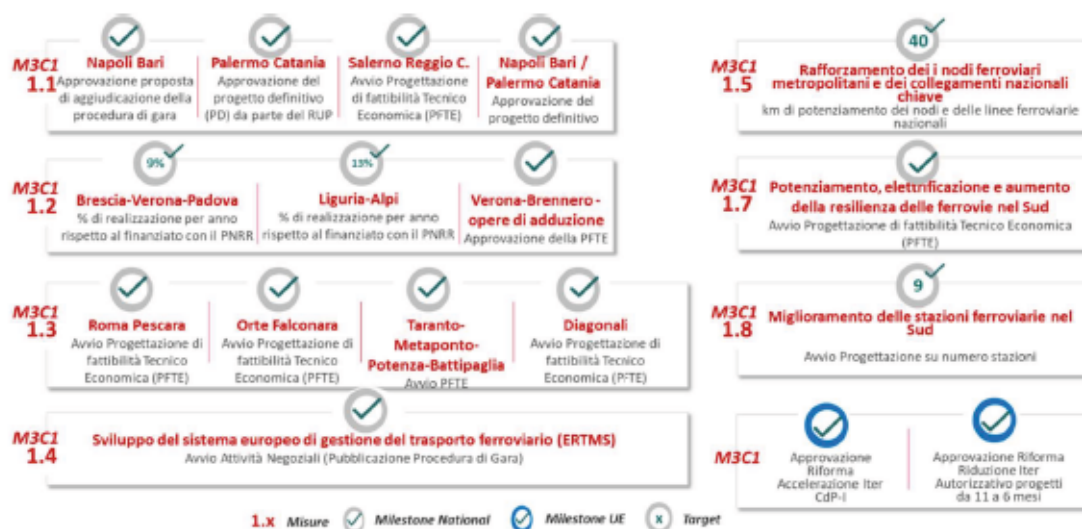 M3C1
1.1
Napoli Bari
Approvazione proposta
di aggiudicazione della
procedura di gara
Palermo Catania
Approvazione del
progetto definitivo
(PD) da parte del RUP
Salerno Reggio C.
Avvio Progettazione
di fattibilità Tecnico
Economica (PFTE)
Napoli Bari /
Palermo Catania
Approvazione del
progetto definitivo
M3C1
1.2
9%
Brescia-Verona-Padova
% di realizzazione per anno
rispetto al finanziato con il PNRR
13%
Liguria-Alpi
% di realizzazione per anno
rispetto al finanziato con il PNRR
Verona-Brennero -
opere di adduzione
Approvazione della PFTE
M3C1
1.3
Roma Pescara
Avvio Progettazione di
fattibilità Tecnico
Economica (PFTE)
Orte Falconara
Avvio Progettazione di
fattibilità Tecnico
Economica (PFTE)
Taranto-
Metaponto-
Potenza-Battipaglia
Avvio PFTE
Diagonali
Avvio Progettazione di
fattibilità Tecnico
Economica (PFTE)
M3C1
1.4
Sviluppo del sistema europeo di gestione del trasporto ferroviario (ERTMS)
Avvio Attività Negoziali (Pubblicazione Procedura di Gara)
M3C1
1.5
40
Rafforzamento dei i nodi ferroviari
metropolitani e dei collegamenti nazionali
chiave
km di potenziamento dei nodi e delle linee ferroviarie
nazionali
M3C1
1.7
Potenziamento, elettrificazione e aumento
della resilienza delle ferrovie nel Sud
Avvio Progettazione di fattibilità Tecnico Economica
(PFTE)
M3C1
1.8
9
Miglioramento delle stazioni ferroviarie nel
Sud
Avvio Progettazione su numero stazioni
M3C1
Approvazione
Riforma
Accelerazione Iter
CdP-I
Approvazione Riforma
Riduzione Iter
Autorizzativo progetti
da 11 a 6 mesi
1.x Misure
Milestone National
Milestone UE
x Target